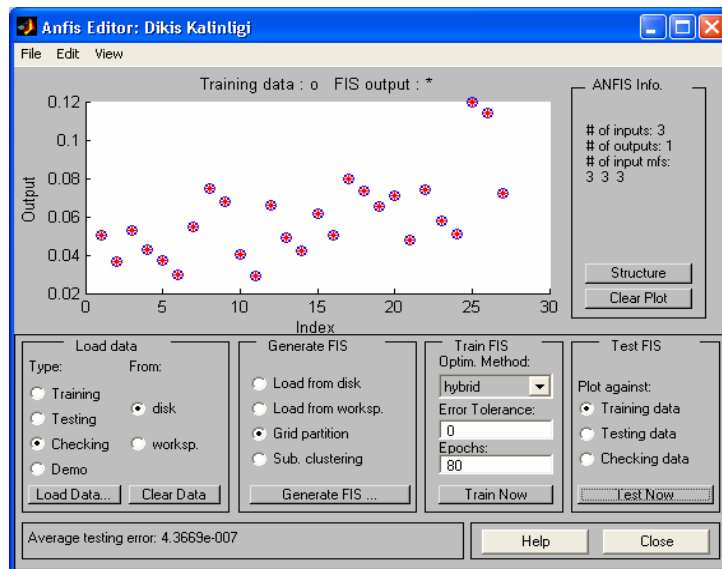 Anfis Editor: Dikis Kalinligi
File Edit View
Training data : o FIS output : *
0.12
0.1
0.08
0.06
0.04
0.02
Output
0 5 10 15 20 25 30
Index
ANFIS Info.
# of inputs: 3
# of outputs: 1
# of input mfs:
3 3 3
Structure
Clear Plot
Load data
Type: From:
Training
disk
Testing
Checking worksp.
Demo
Load Data... Clear Data
Generate FIS
Load from disk
Load from worksp.
Grid partition
Sub. clustering
Generate FIS ...
Train FIS
Optim. Method:
hybrid
Error Tolerance:
0
Epochs:
80
Train Now
Test FIS
Plot against:
Training data
Testing data
Checking data
Test Now
Average testing error: 4.3669e-007
Help Close